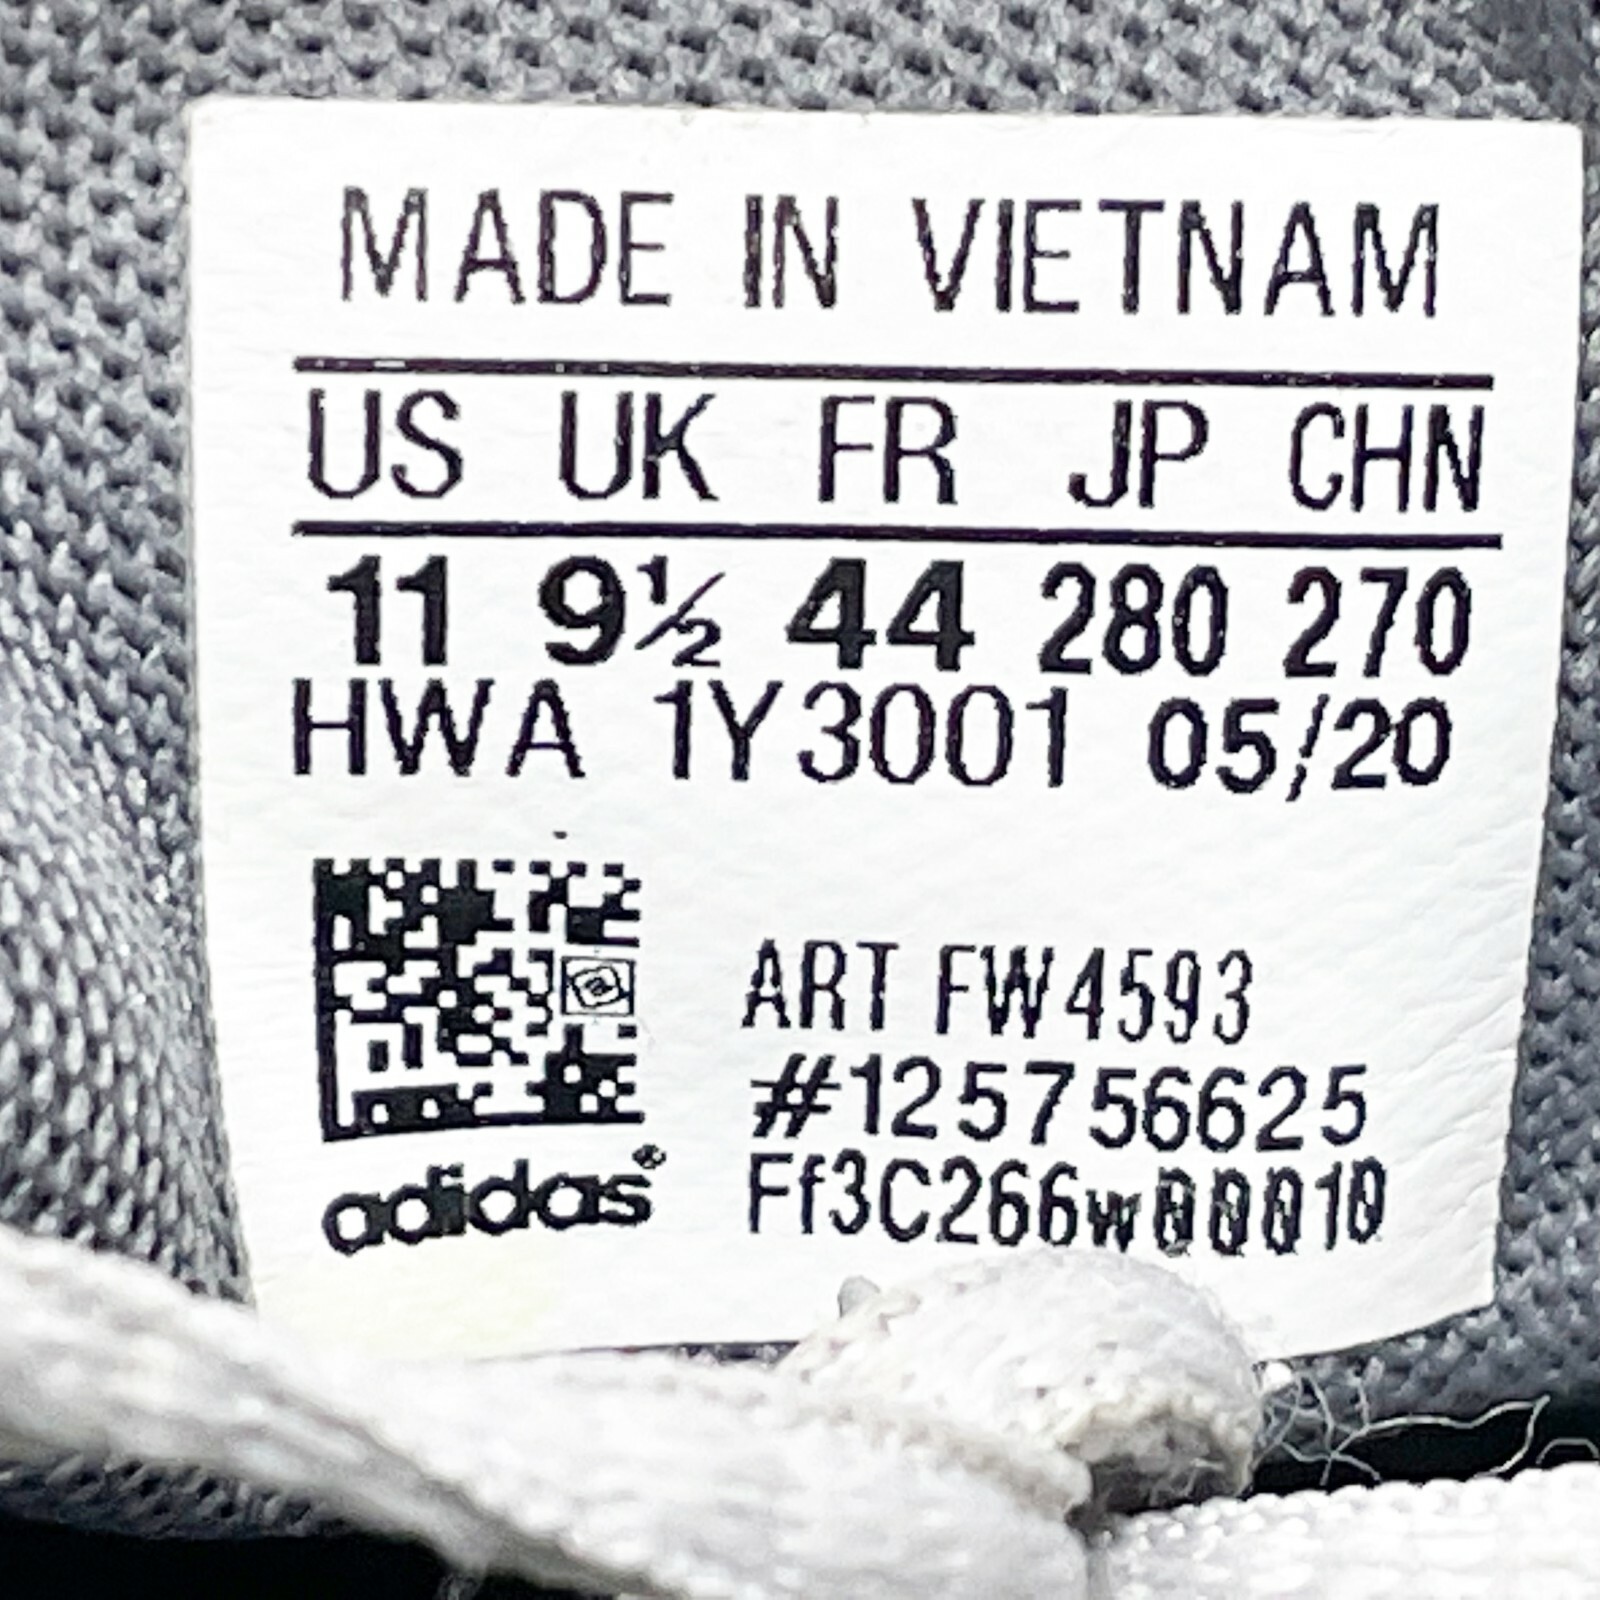 MADE IN VIETNAM
US UK FR JP CHN
11 9½ 44 280 270
HWA 1Y3001 05/20
ART FW4593
#125756625
Ff3C266w00010
adidas®